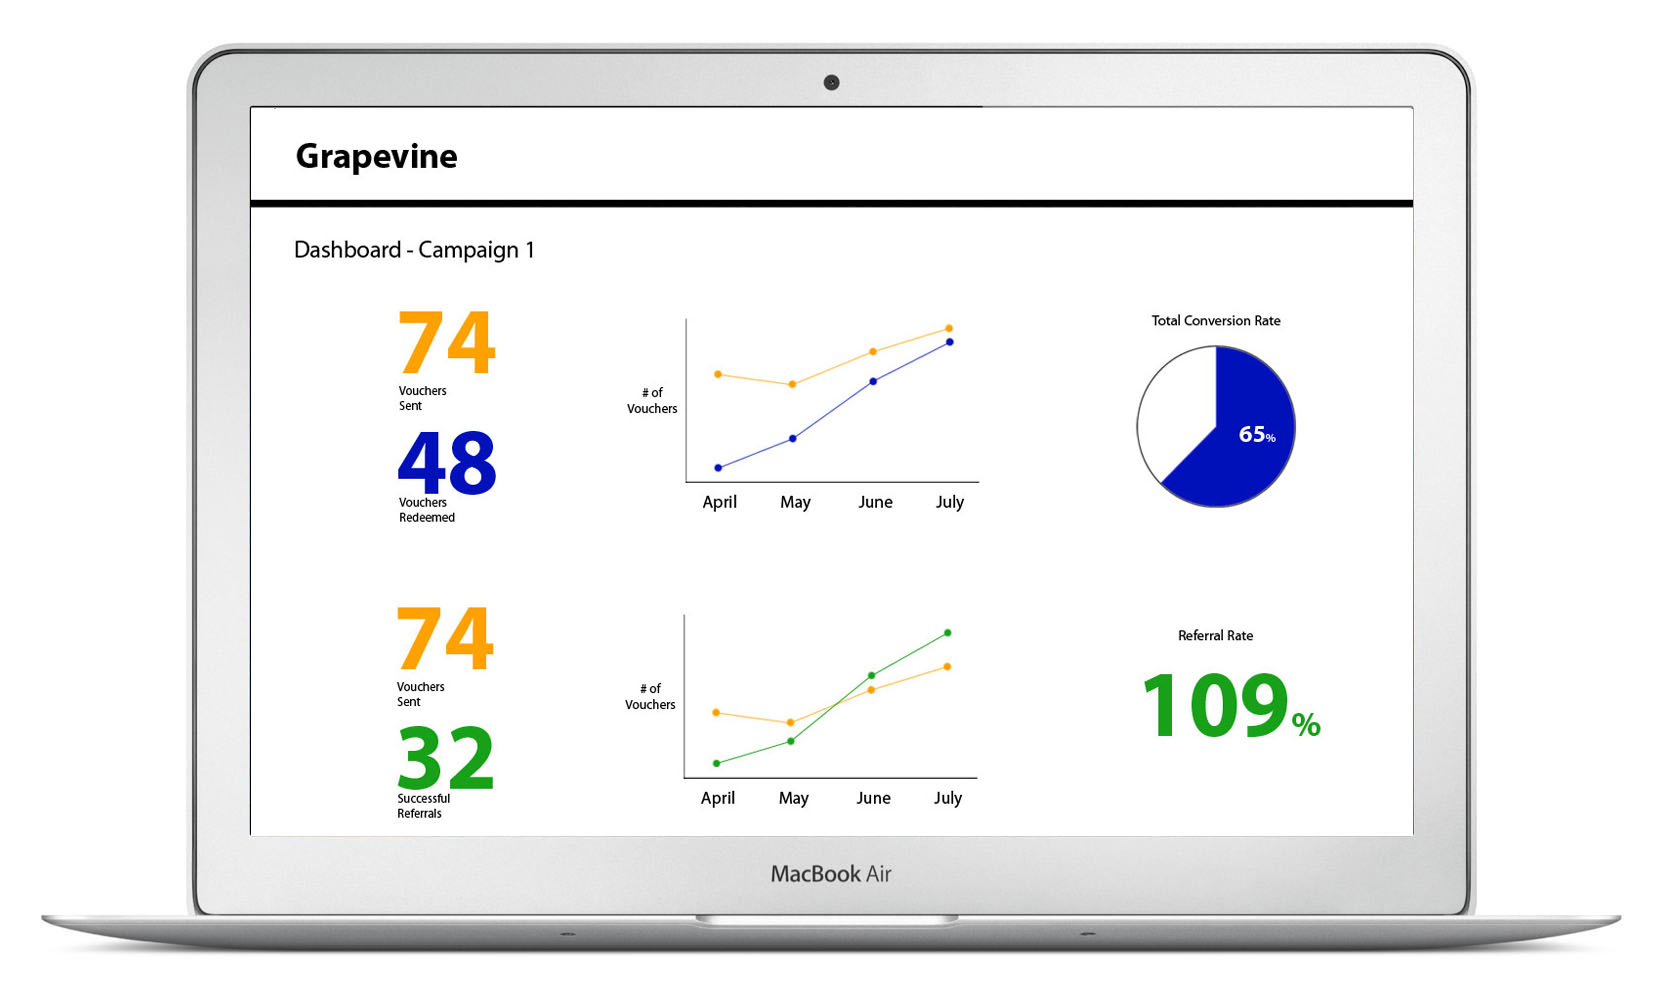 Grapevine
Dashboard - Campaign 1
74
Vouchers
Sent
48
Vouchers
Redeemed
# of
Vouchers
April May June July
Total Conversion Rate
65%
74
Vouchers
Sent
32
Successful
Referrals
# of
Vouchers
April May June July
Referral Rate
109%
MacBook Air